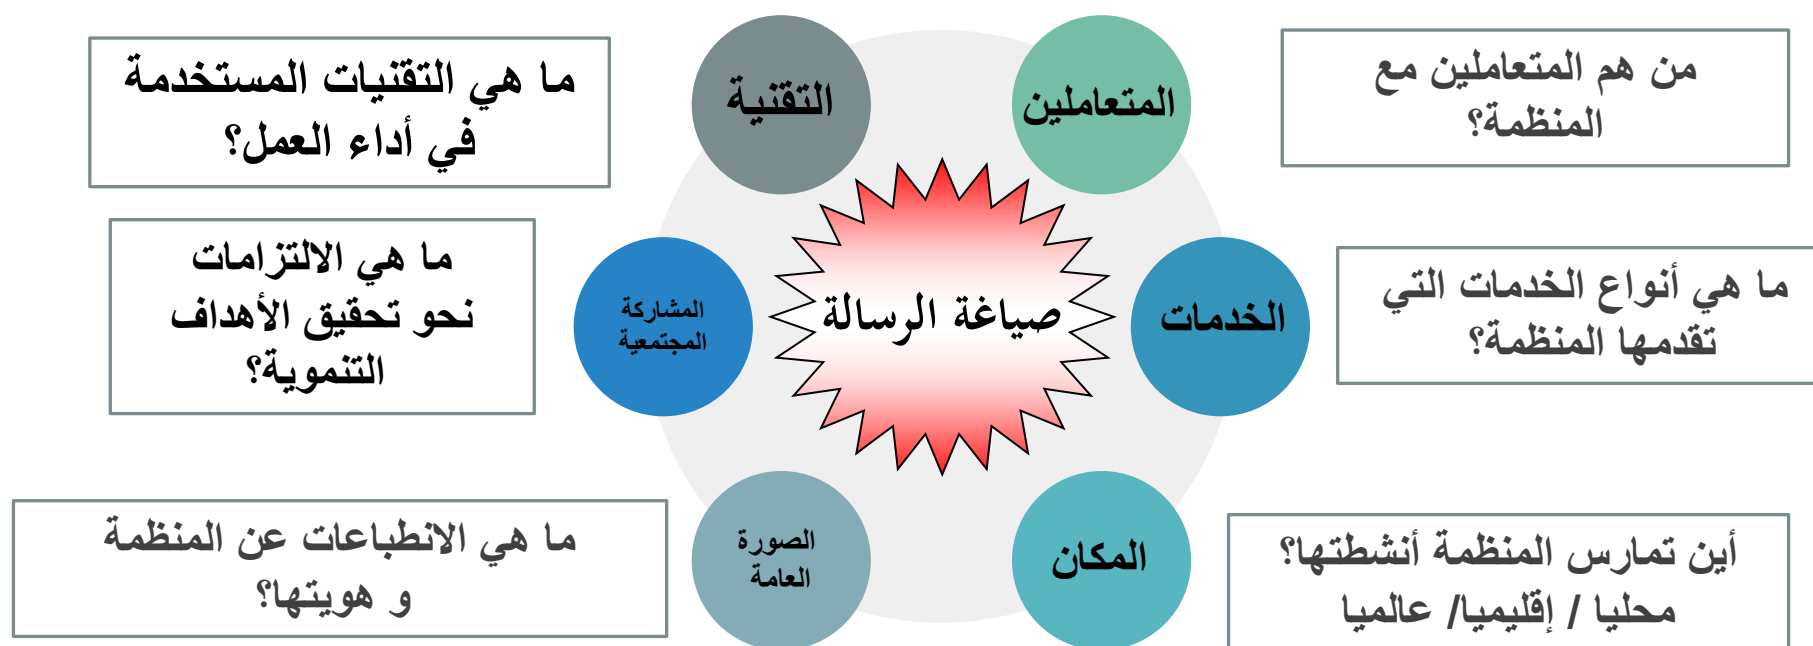 من هم المتعاملين مع
المنظمة؟
المتعاملين
التقنية
ما هي التقنيات المستخدمة
في أداء العمل؟
ما هي أنواع الخدمات التي
تقدمها المنظمة؟
الخدمات
صياغة الرسالة
المشاركة
المجتمعية
ما هي الالتزامات
نحو تحقيق الأهداف
التنموية؟
أين تمارس المنظمة أنشطتها؟
محليا / إقليميا/ عالميا
المكان
الصورة
العامة
ما هي الانطباعات عن المنظمة
و هويتها؟